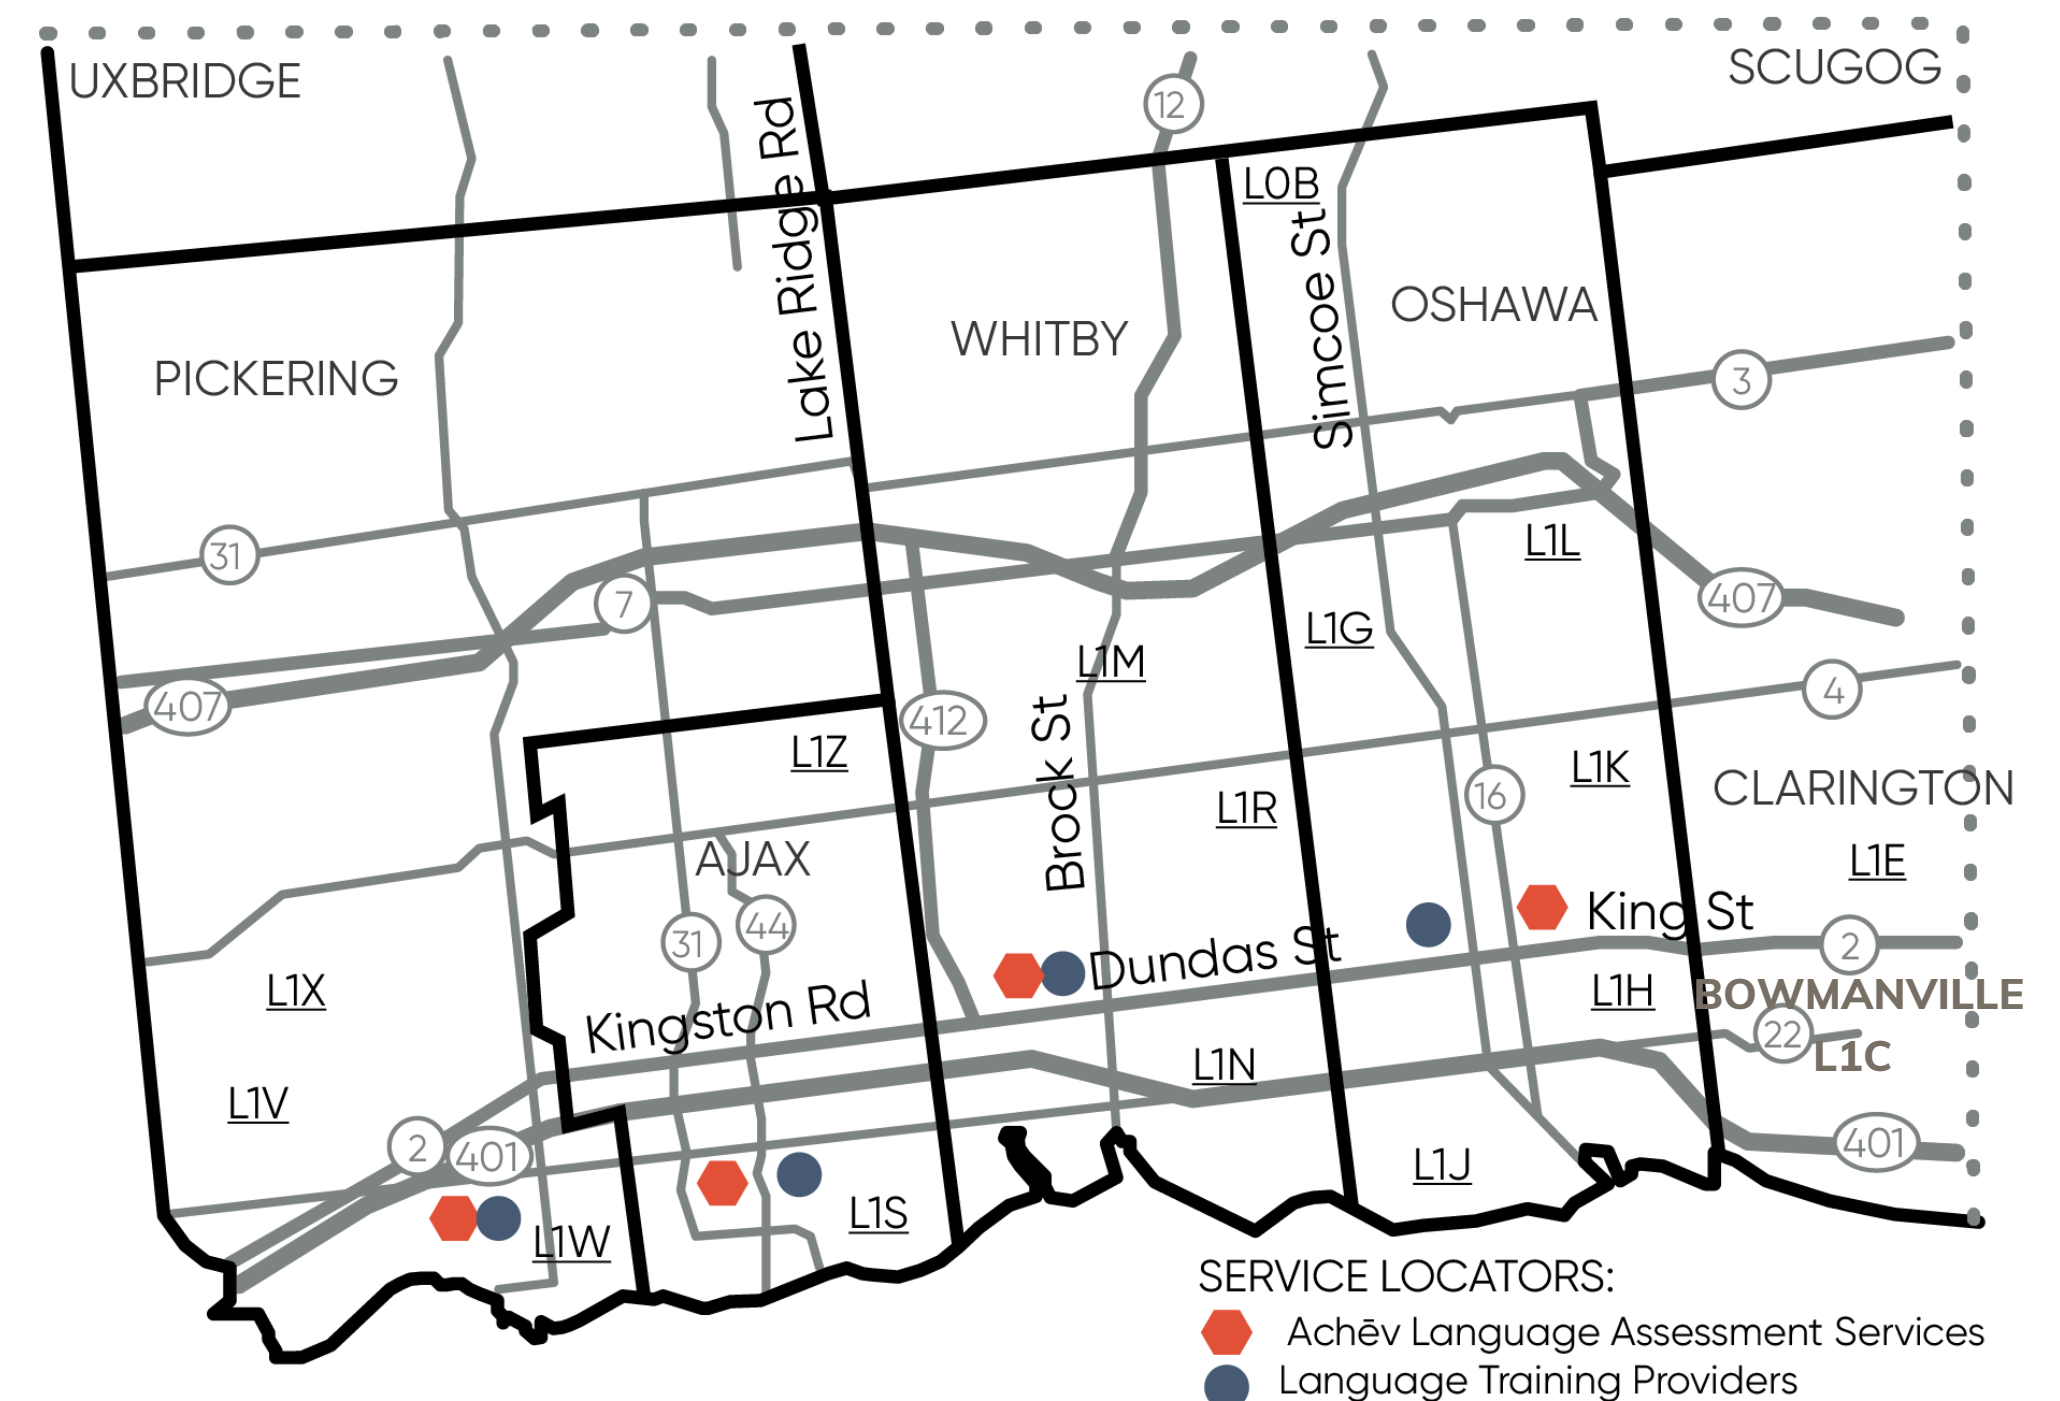 UXBRIDGE
SCUGOG
12
Lake Ridge Rd
L0B
Simcoe St
OSHAWA
WHITBY
PICKERING
3
31
L1L
7
407
L1G
L1M
407
4
412
Brock St
L1Z
L1K
16
CLARINGTON
L1R
AJAX
L1E
King St
44
31
2
Dundas St
L1X
L1H
BOWMANVILLE
Kingston Rd
22
L1C
L1N
L1V
2
401
401
L1J
L1S
L1W
SERVICE LOCATORS:
Achēv Language Assessment Services
Language Training Providers